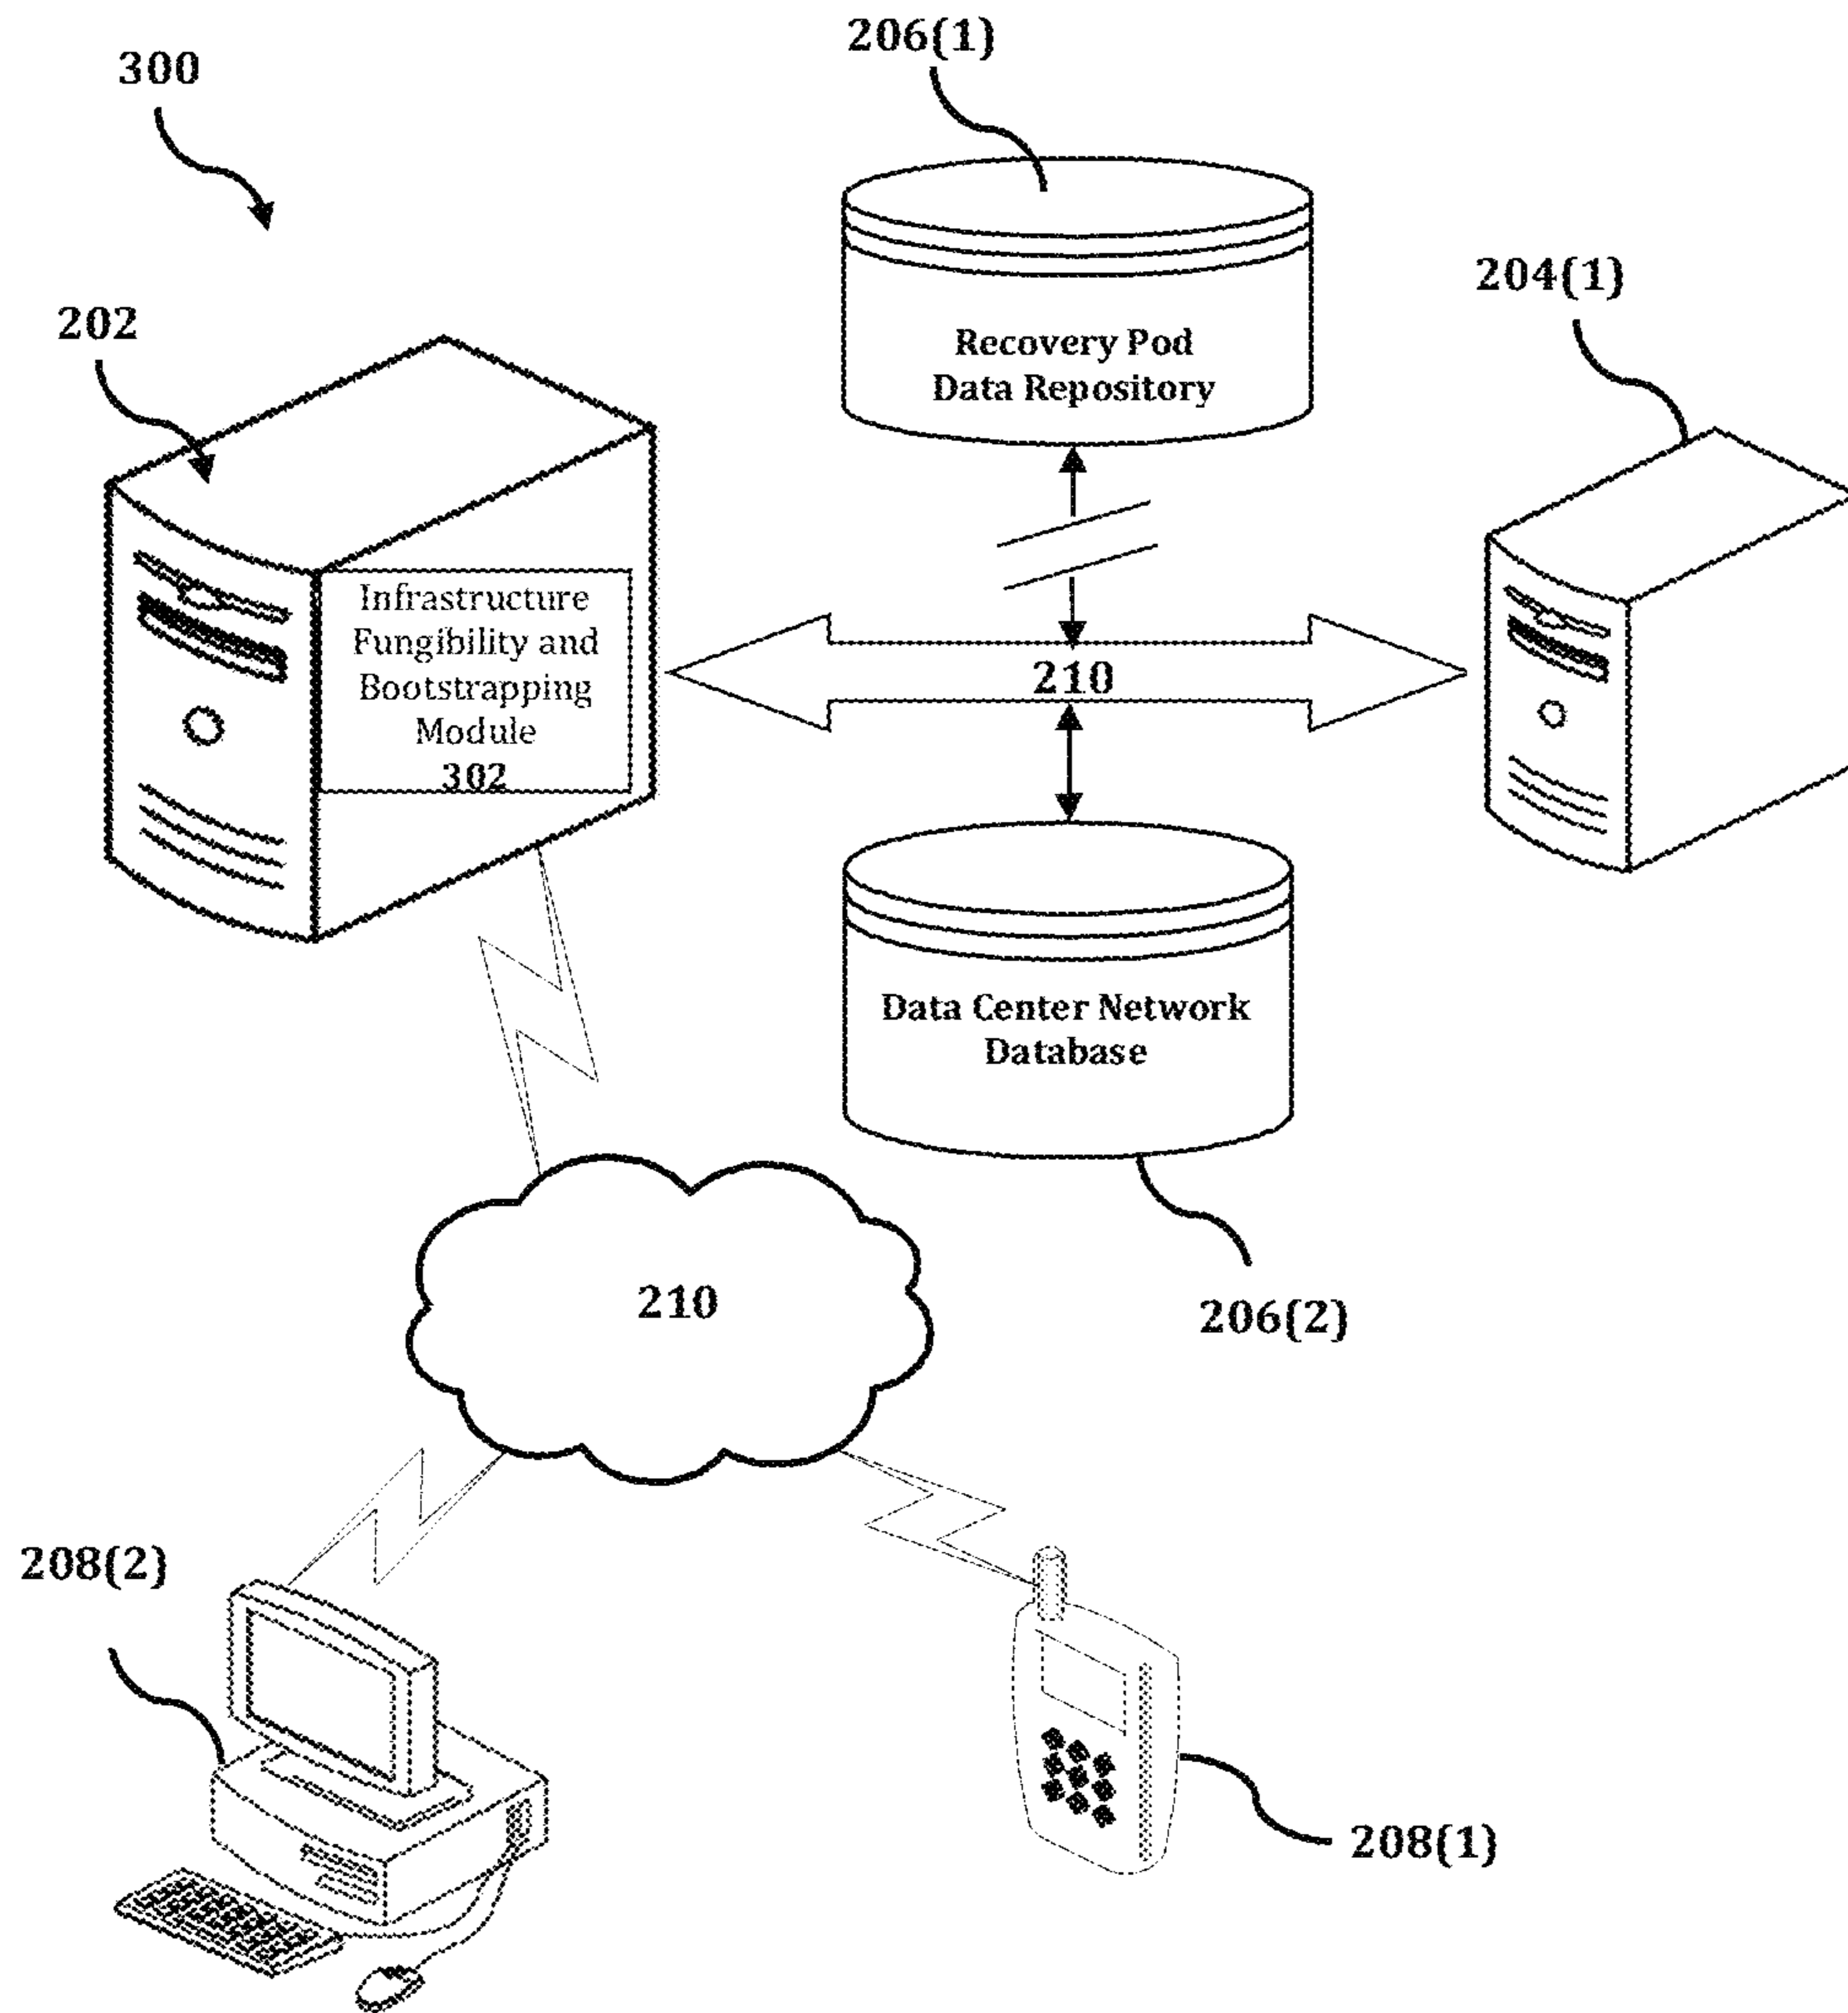 206(1)
300
204(1)
202
Recovery Pod
Data Repository
Infrastructure
Fungibility and
Bootstrapping
Module
302
210
Data Center Network
Database
206(2)
210
208(2)
208(1)